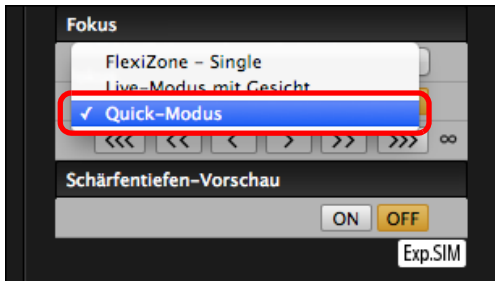 Fokus
FlexiZone – Single
Live-Modus mit Gesicht
✓ Quick-Modus
<<< << < > >> >>> ∞
Schärfentiefen-Vorschau
ON OFF
Exp.SIM